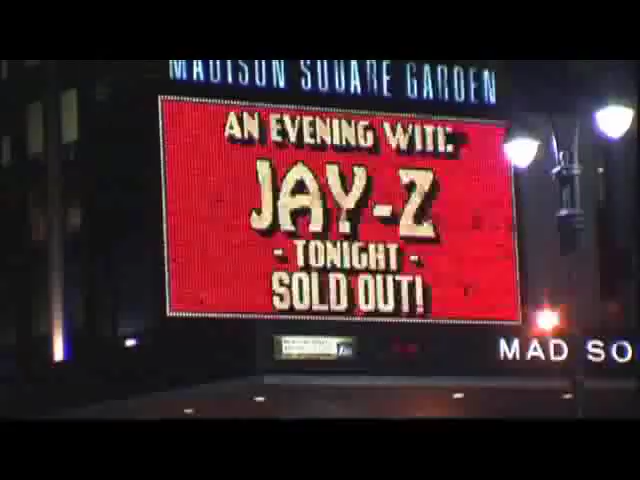 MADISON SQUARE GARDEN
AN EVENING WITH:
JAY-Z
- TONIGHT -
SOLD OUT!
MAD SO